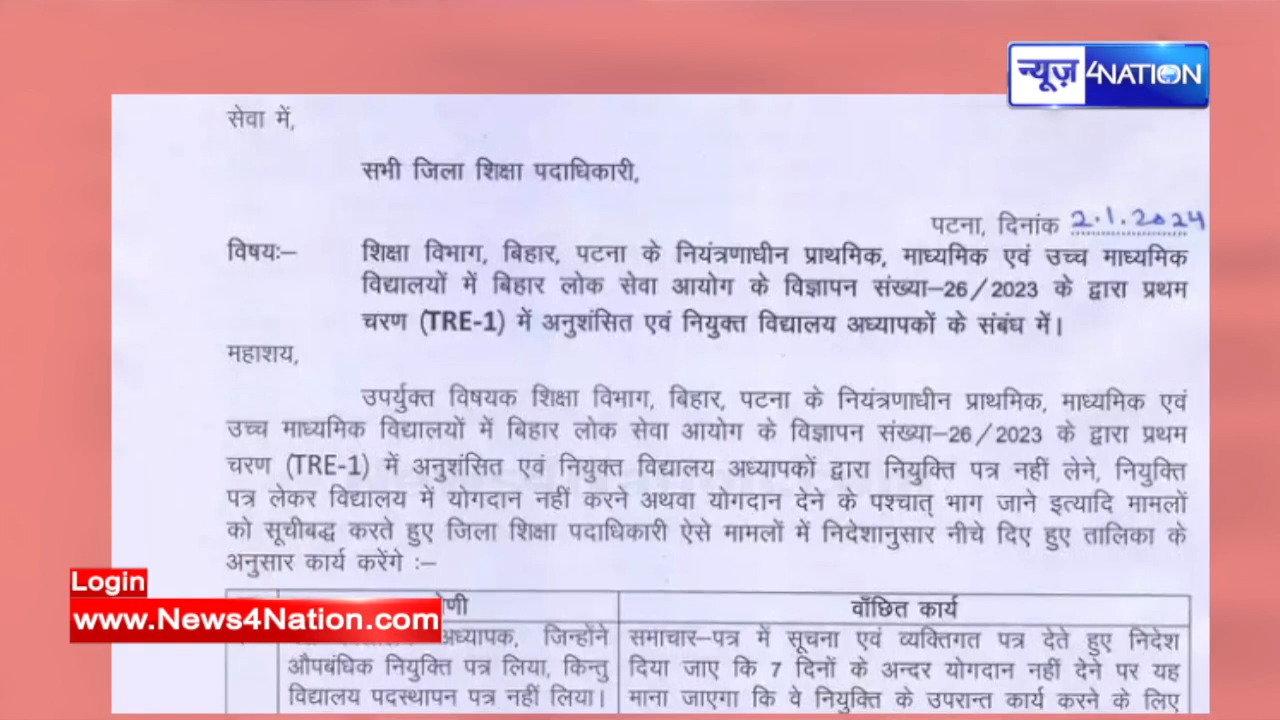 न्यूज़ 4NATION
सेवा में,
सभी जिला शिक्षा पदाधिकारी,
पटना, दिनांक 2.1.2024
विषयः– शिक्षा विभाग, बिहार, पटना के नियंत्रणाधीन प्राथमिक, माध्यमिक एवं उच्च माध्यमिक
विद्यालयों में बिहार लोक सेवा आयोग के विज्ञापन संख्या–26/2023 के द्वारा प्रथम
चरण (TRE-1) में अनुशंसित एवं नियुक्त विद्यालय अध्यापकों के संबंध में।
महाशय,
उपर्युक्त विषयक शिक्षा विभाग, बिहार, पटना के नियंत्रणाधीन प्राथमिक, माध्यमिक एवं
उच्च माध्यमिक विद्यालयों में बिहार लोक सेवा आयोग के विज्ञापन संख्या–26/2023 के द्वारा प्रथम
चरण (TRE-1) में अनुशंसित एवं नियुक्त विद्यालय अध्यापकों द्वारा नियुक्ति पत्र नहीं लेने, नियुक्ति
पत्र लेकर विद्यालय में योगदान नहीं करने अथवा योगदान देने के पश्चात् भाग जाने इत्यादि मामलों
को सूचीबद्ध करते हुए जिला शिक्षा पदाधिकारी ऐसे मामलों में निदेशानुसार नीचे दिए हुए तालिका के
अनुसार कार्य करेंगे :–
Login
www.News4Nation.com
वाँछित कार्य
अध्यापक, जिन्होंने
औपबंधिक नियुक्ति पत्र लिया, किन्तु
विद्यालय पदस्थापन पत्र नहीं लिया।
समाचार–पत्र में सूचना एवं व्यक्तिगत पत्र देते हुए निदेश
दिया जाए कि 7 दिनों के अन्दर योगदान नहीं देने पर यह
माना जाएगा कि वे नियुक्ति के उपरान्त कार्य करने के लिए